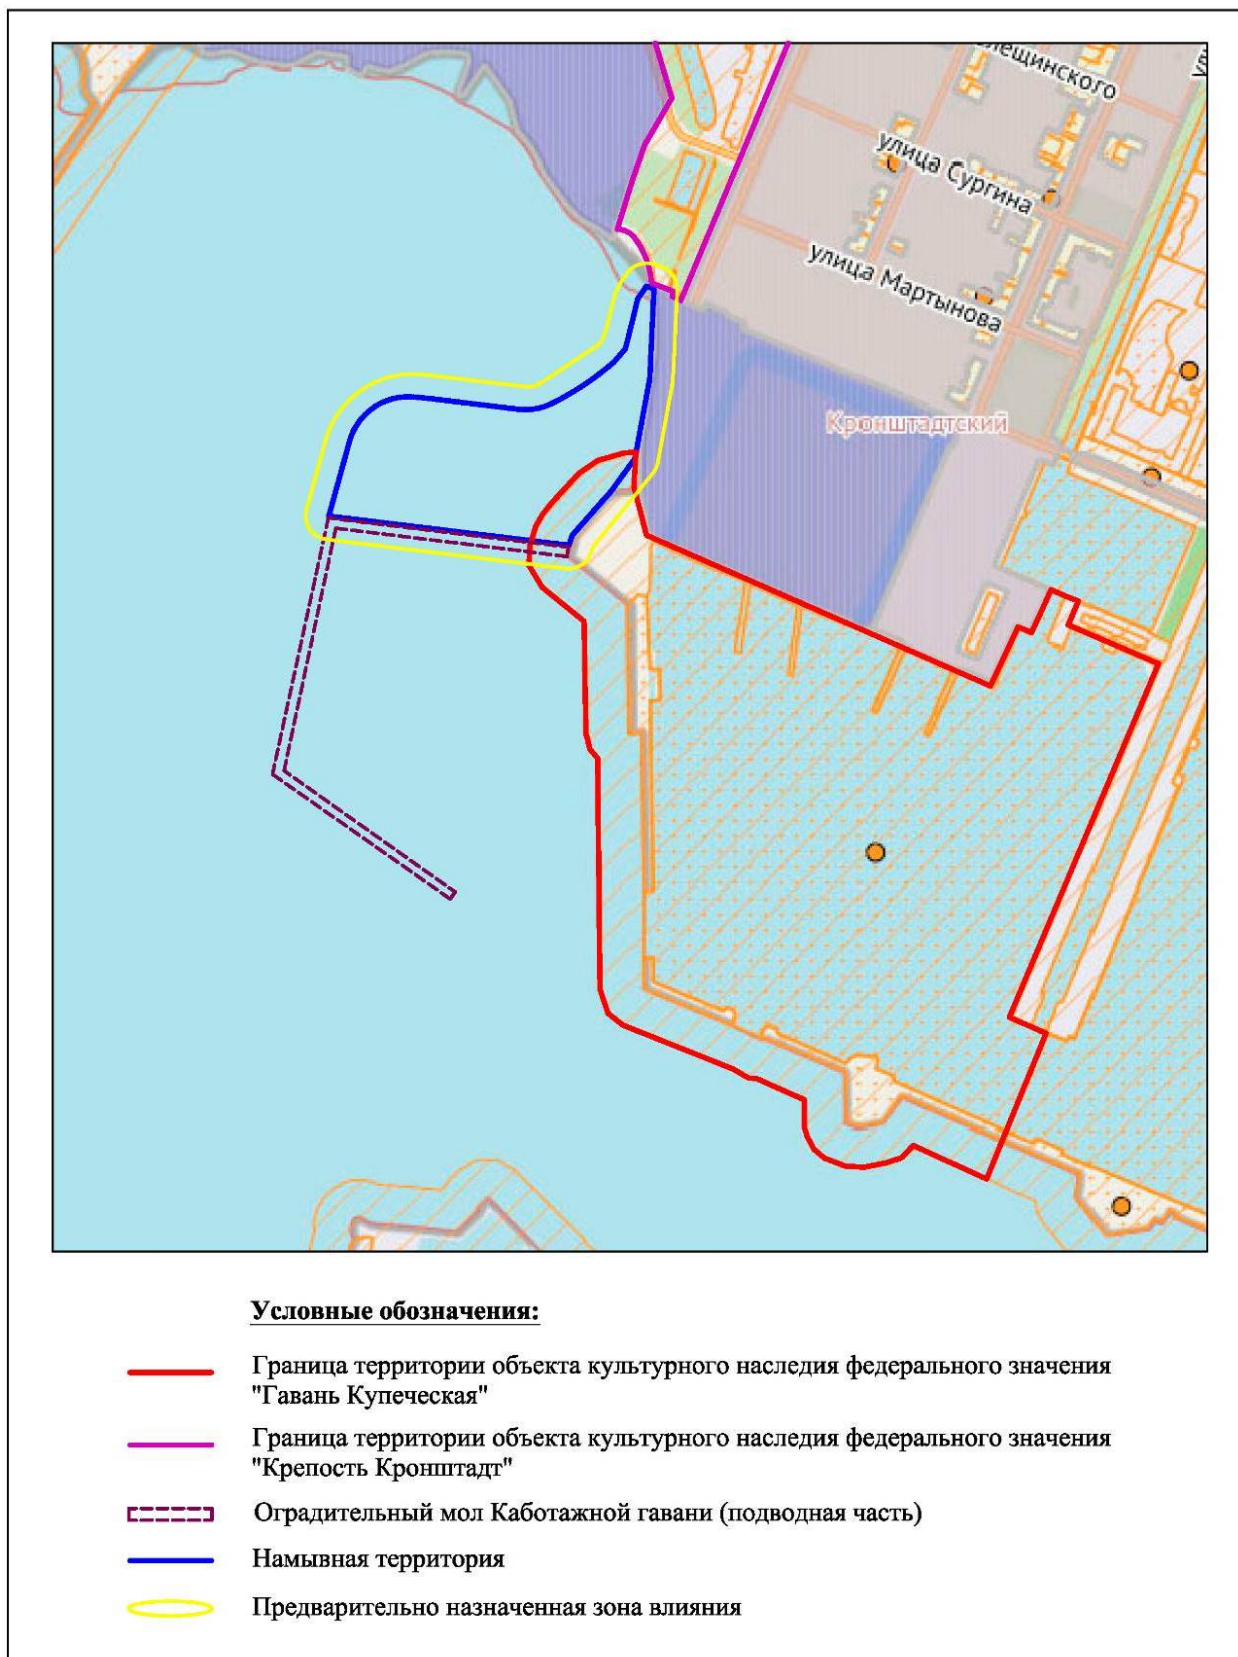 лещинского
улица Сургина
улица Мартынова
Кронштадтский
Условные обозначения:
Граница территории объекта культурного наследия федерального значения
"Гавань Купеческая"
Граница территории объекта культурного наследия федерального значения
"Крепость Кронштадт"
Оградительный мол Каботажной гавани (подводная часть)
Намывная территория
Предварительно назначенная зона влияния